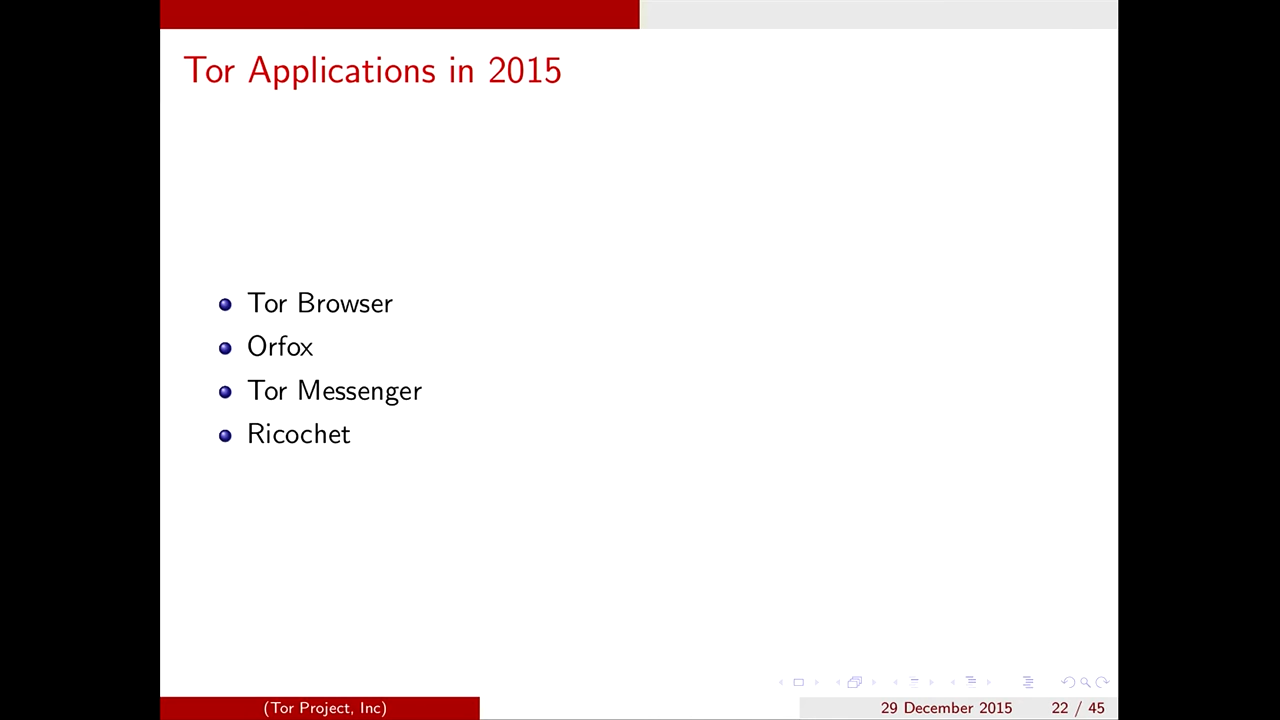 Tor Applications in 2015
Tor Browser
Orfox
Tor Messenger
Ricochet
(Tor Project, Inc)
29 December 2015
22 / 45